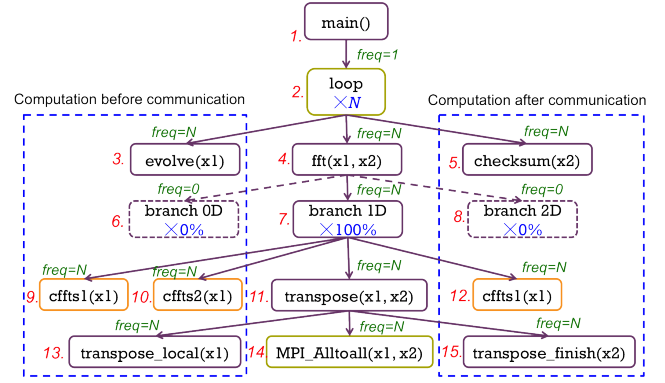 main()
1.
freq=1
loop
2.
×N
Computation before communication
Computation after communication
freq=N
freq=N
freq=N
3.
evolve(x1)
4.
fft(x1, x2)
5.
checksum(x2)
freq=0
freq=N
freq=0
6.
branch 0D
×0%
7.
branch 1D
×100%
8.
branch 2D
×0%
freq=N
freq=N
freq=N
freq=N
9.
cffts1(x1)
10.
cffts2(x1)
11.
transpose(x1, x2)
12.
cffts1(x1)
freq=N
freq=N
freq=N
13.
transpose_local(x1)
14.
MPI_Alltoall(x1, x2)
15.
transpose_finish(x2)